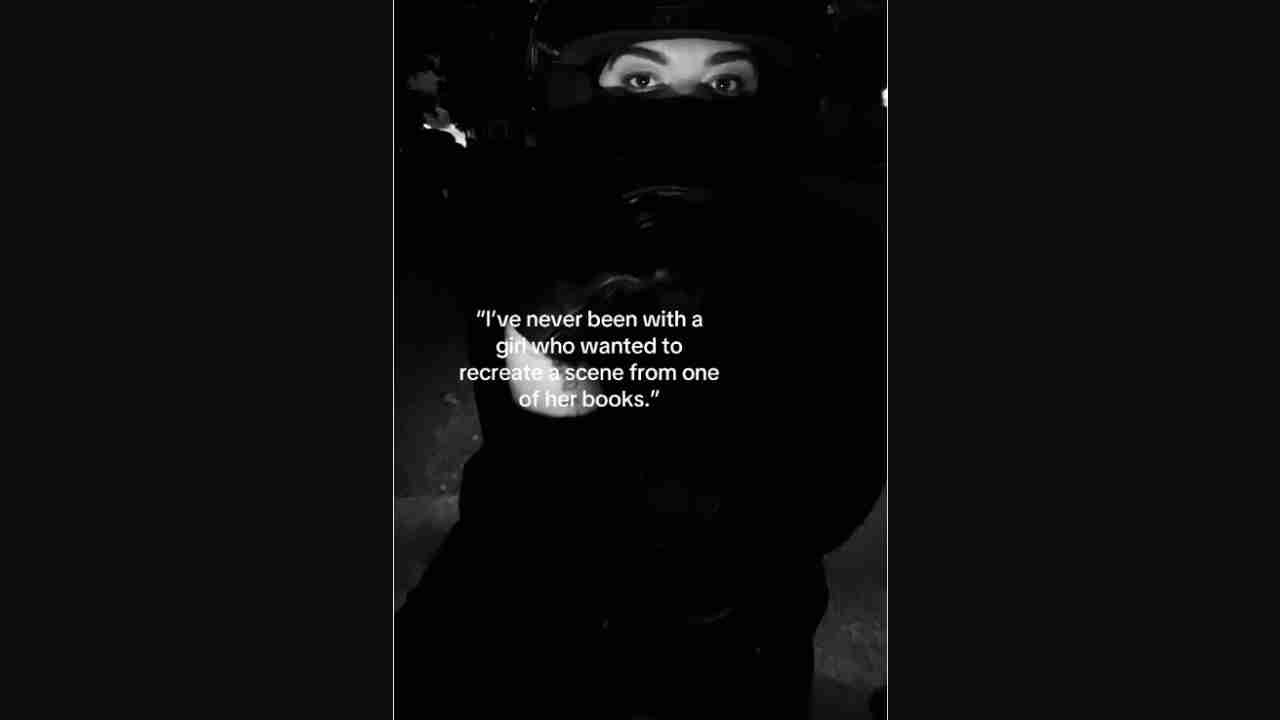 “I’ve never been with a
girl who wanted to
recreate a scene from one
of her books.”